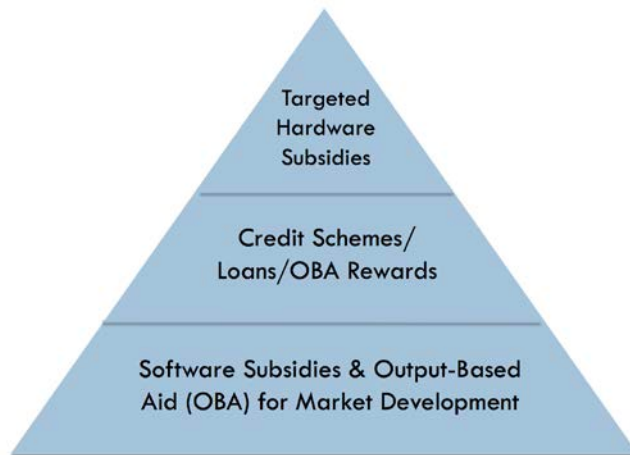 Targeted
Hardware
Subsidies
Credit Schemes/
Loans/OBA Rewards
Software Subsidies & Output-Based
Aid (OBA) for Market Development